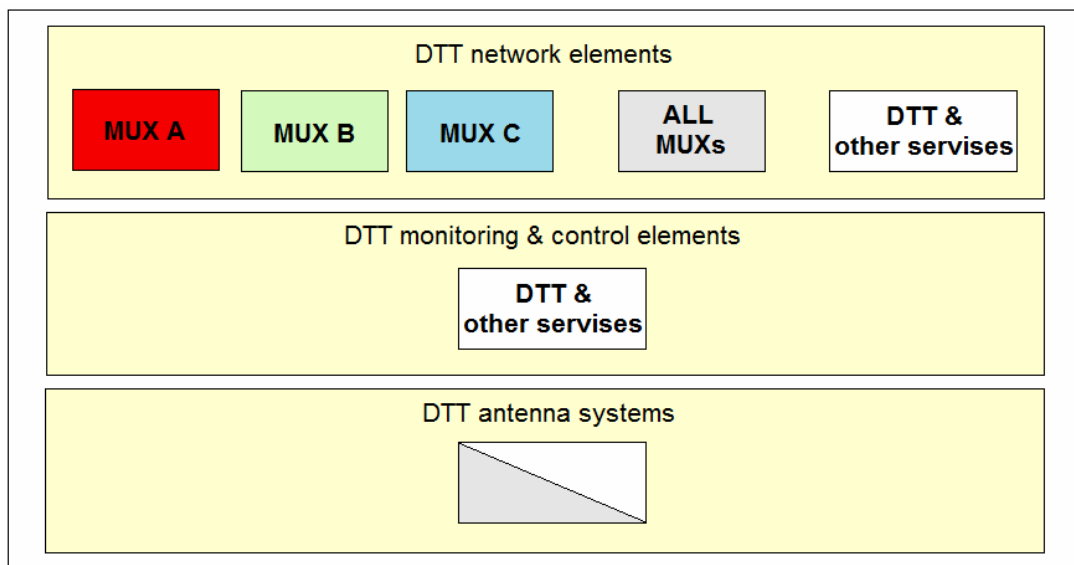 DTT network elements
MUX A
MUX B
MUX C
ALL
MUXs
DTT &
other servises
DTT monitoring & control elements
DTT &
other servises
DTT antenna systems